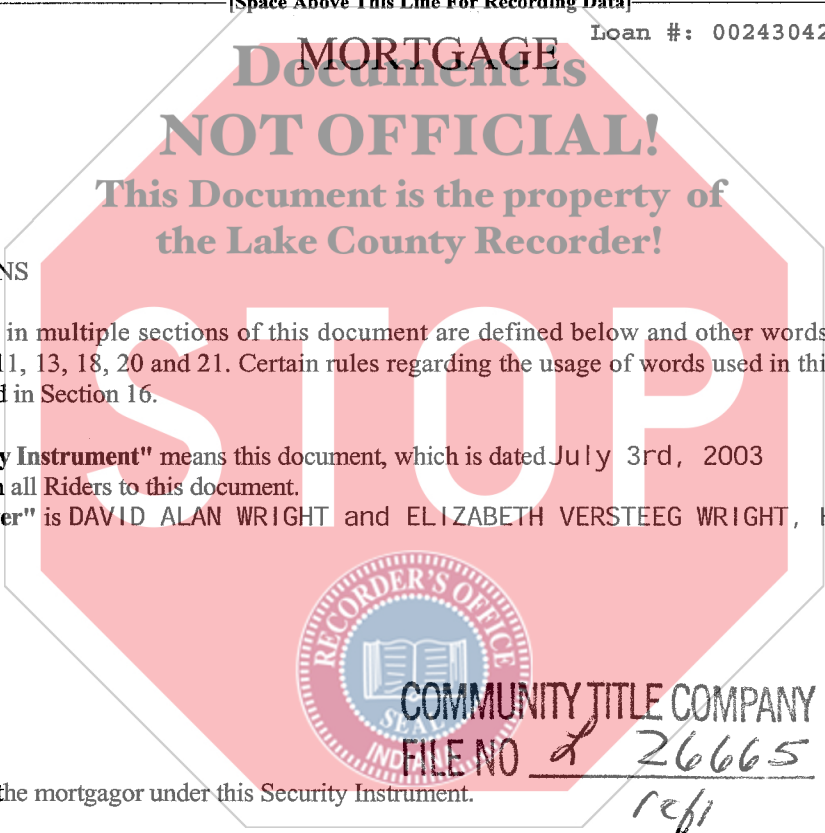 [Space Above This Line For Recording Data]
Loan #: 00243042
MORTGAGE
Document is
NOT OFFICIAL!
This Document is the property of
the Lake County Recorder!
NS
in multiple sections of this document are defined below and other words
11, 13, 18, 20 and 21. Certain rules regarding the usage of words used in thi
d in Section 16.
y Instrument" means this document, which is dated July 3rd, 2003
all Riders to this document.
er" is DAVID ALAN WRIGHT and ELIZABETH VERSTEEG WRIGHT, H
STOP
RECORDER'S OFFICE
SEAL
INDIANA
COMMUNITY TITLE COMPANY
FILE NO L 26665
refi
the mortgagor under this Security Instrument.